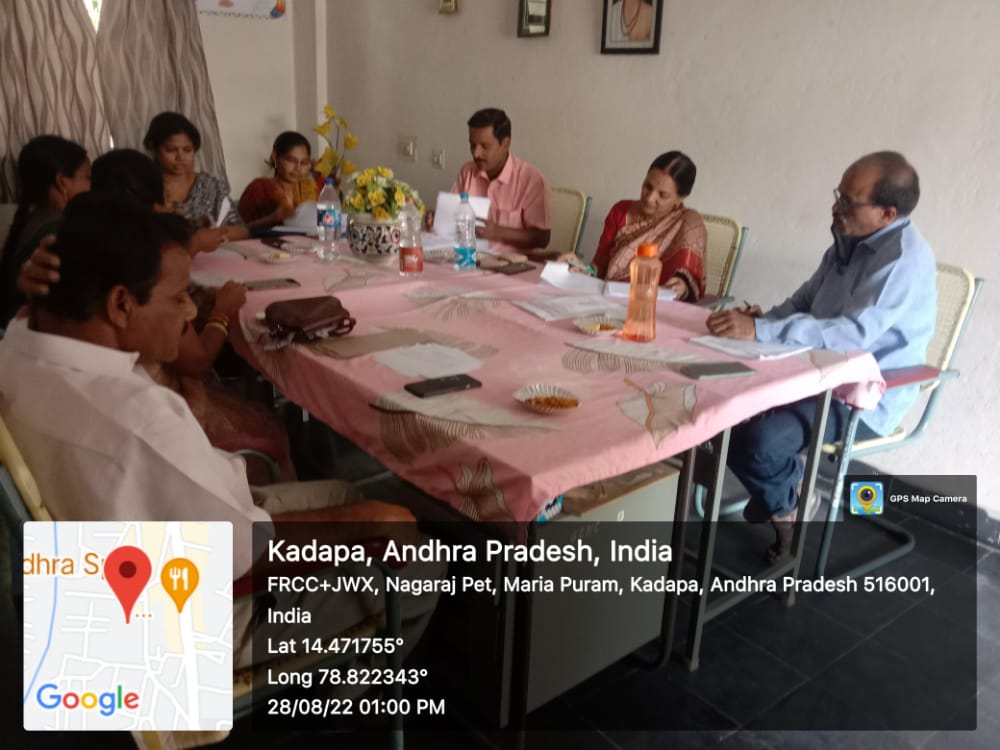 GPS Map Camera
dhra Sp
Google
Kadapa, Andhra Pradesh, India
FRCC+JWX, Nagaraj Pet, Maria Puram, Kadapa, Andhra Pradesh 516001,
India
Lat 14.471755°
Long 78.822343°
28/08/22 01:00 PM